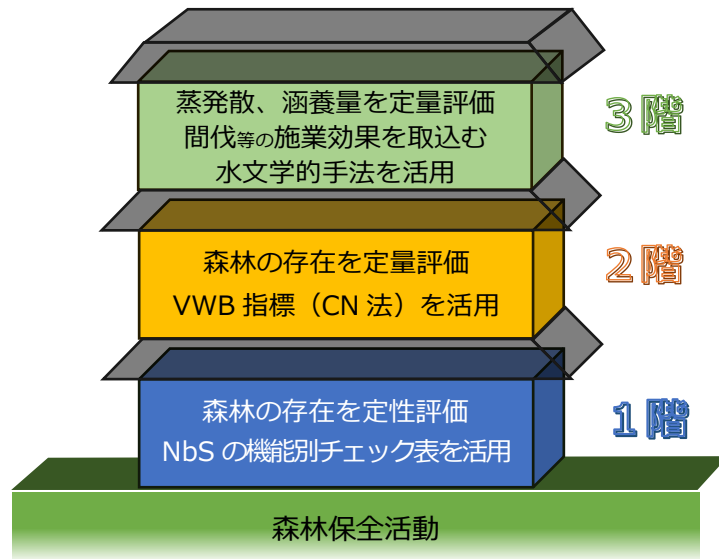 蒸発散、涵養量を定量評価
間伐等の施業効果を取込む
水文学的手法を活用
3階
森林の存在を定量評価
VWB 指標（CN 法）を活用
2階
森林の存在を定性評価
NbS の機能別チェック表を活用
1階
森林保全活動